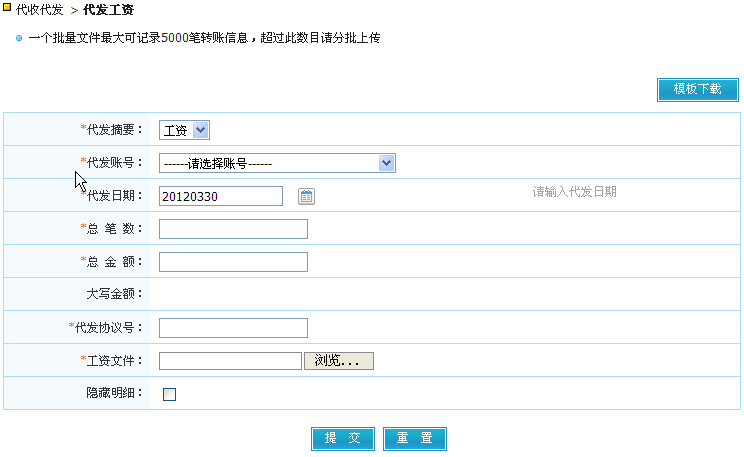 代收代发 > 代发工资
一个批量文件最大可记录5000笔转账信息，超过此数目请分批上传
模板下载
*代发摘要： 工资
*代发账号： ------请选择账号------
*代发日期： 20120330 请输入代发日期
*总 笔 数：
*总 金 额：
大写金额：
*代发协议号：
*工资文件： 浏览...
隐藏明细：
提 交 重 置